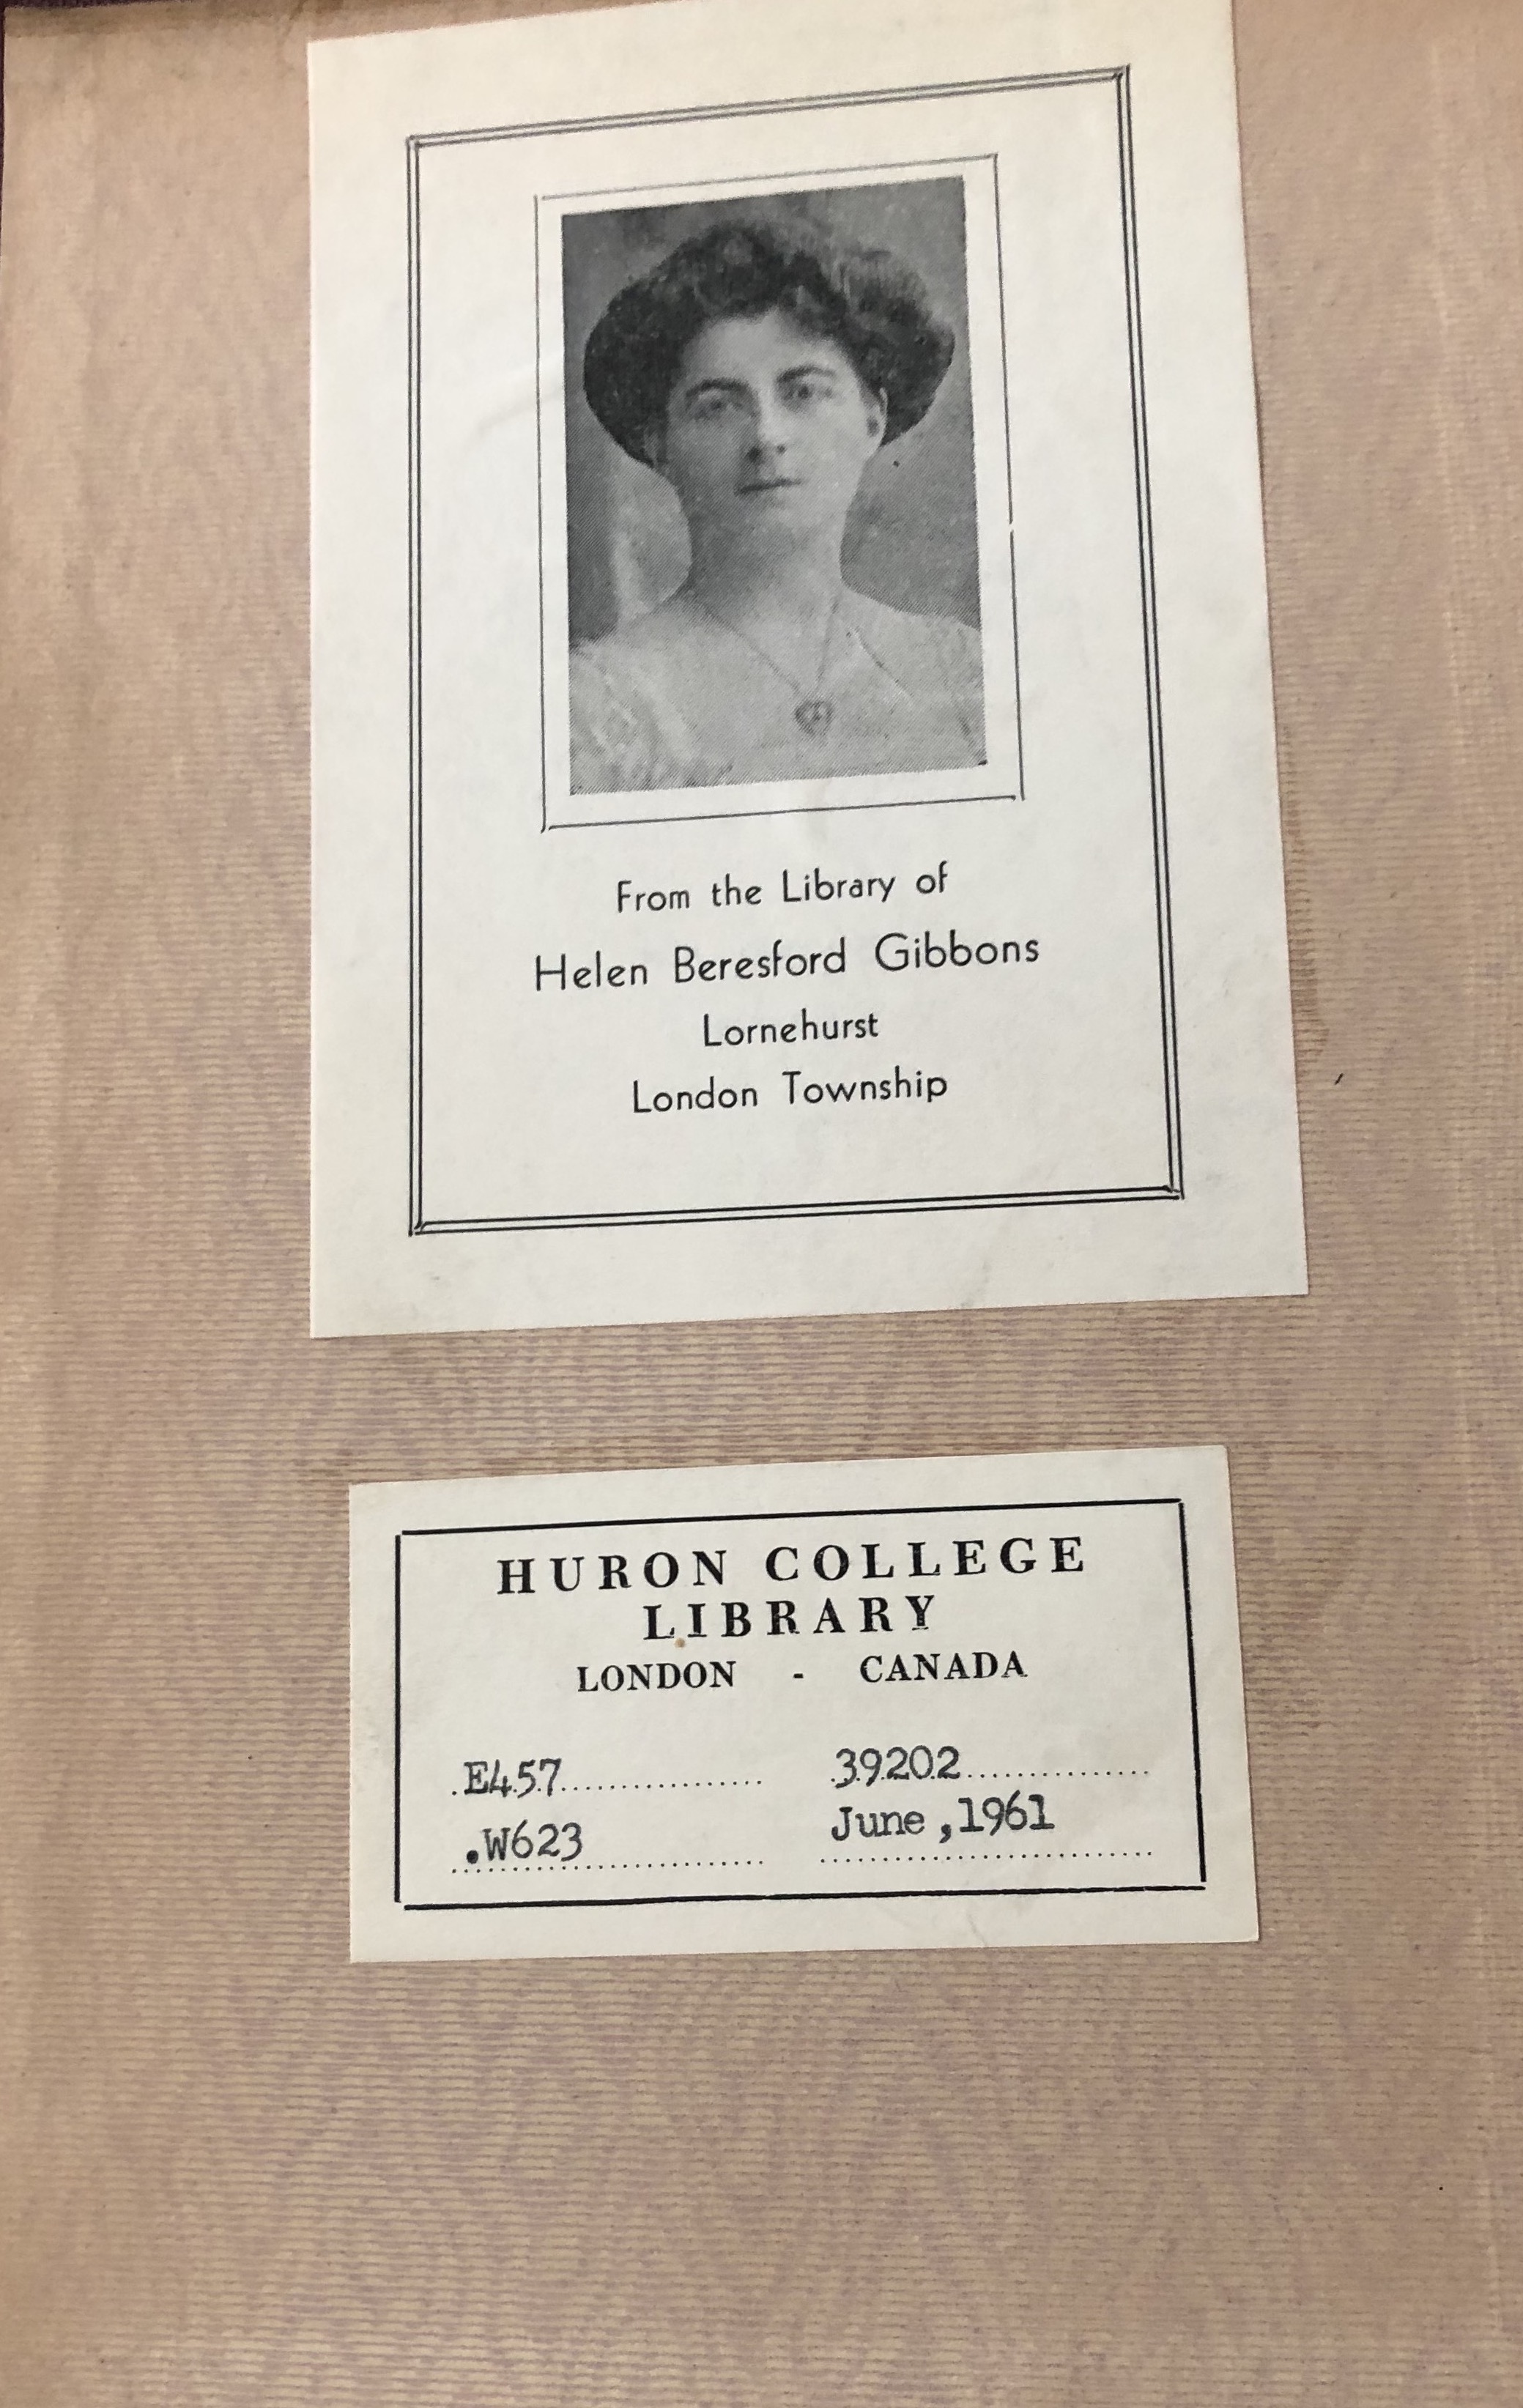 From the Library of
Helen Beresford Gibbons
Lornehurst
London Township
HURON COLLEGE
LIBRARY
LONDON - CANADA
E457 39202
.W623 June,1961